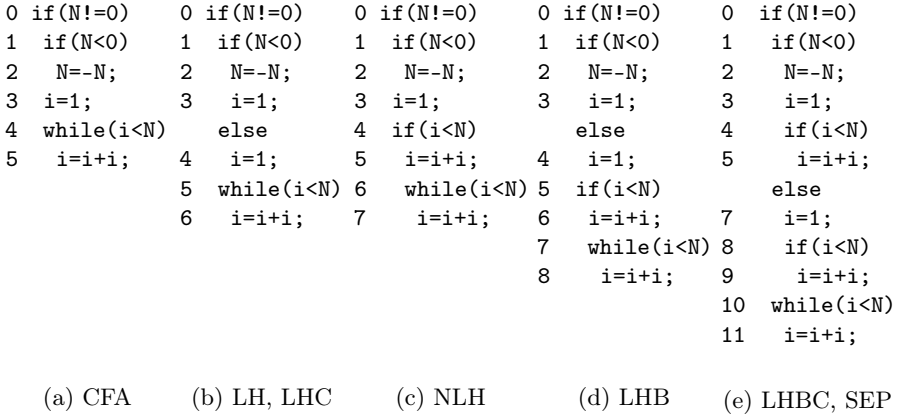 0 if(N!=0)
1 if(N<0)
2 N=-N;
3 i=1;
4 while(i<N)
5 i=i+i;
(a) CFA
0 if(N!=0)
1 if(N<0)
2 N=-N;
3 i=1;
else
4 i=1;
5 while(i<N)
6 i=i+i;
(b) LH, LHC
0 if(N!=0)
1 if(N<0)
2 N=-N;
3 i=1;
4 if(i<N)
5 i=i+i;
6 while(i<N)
7 i=i+i;
(c) NLH
0 if(N!=0)
1 if(N<0)
2 N=-N;
3 i=1;
else
4 i=1;
5 if(i<N)
6 i=i+i;
7 while(i<N)
8 i=i+i;
(d) LHB
0 if(N!=0)
1 if(N<0)
2 N=-N;
3 i=1;
4 if(i<N)
5 i=i+i;
else
7 i=1;
8 if(i<N)
9 i=i+i;
10 while(i<N)
11 i=i+i;
(e) LHBC, SEP